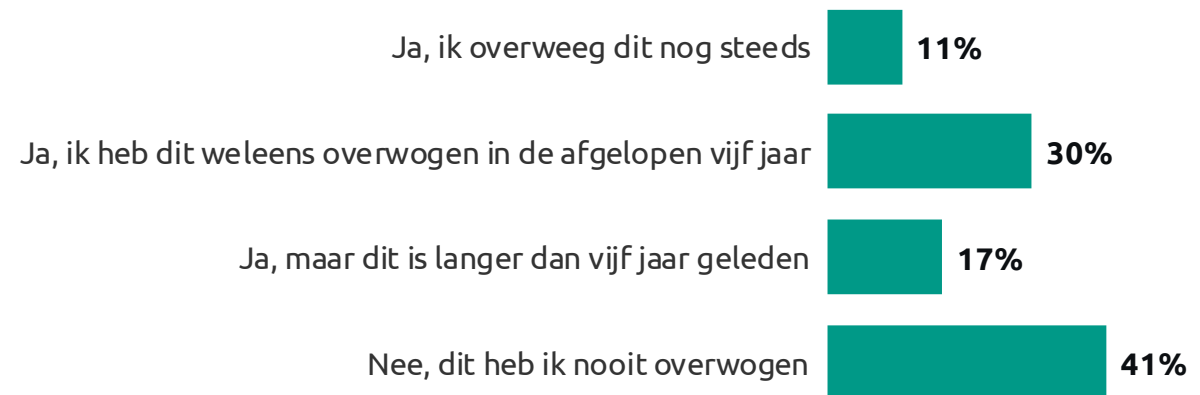 Ja, ik overweeg dit nog steeds 11%
Ja, ik heb dit weleens overwogen in de afgelopen vijf jaar 30%
Ja, maar dit is langer dan vijf jaar geleden 17%
Nee, dit heb ik nooit overwogen 41%